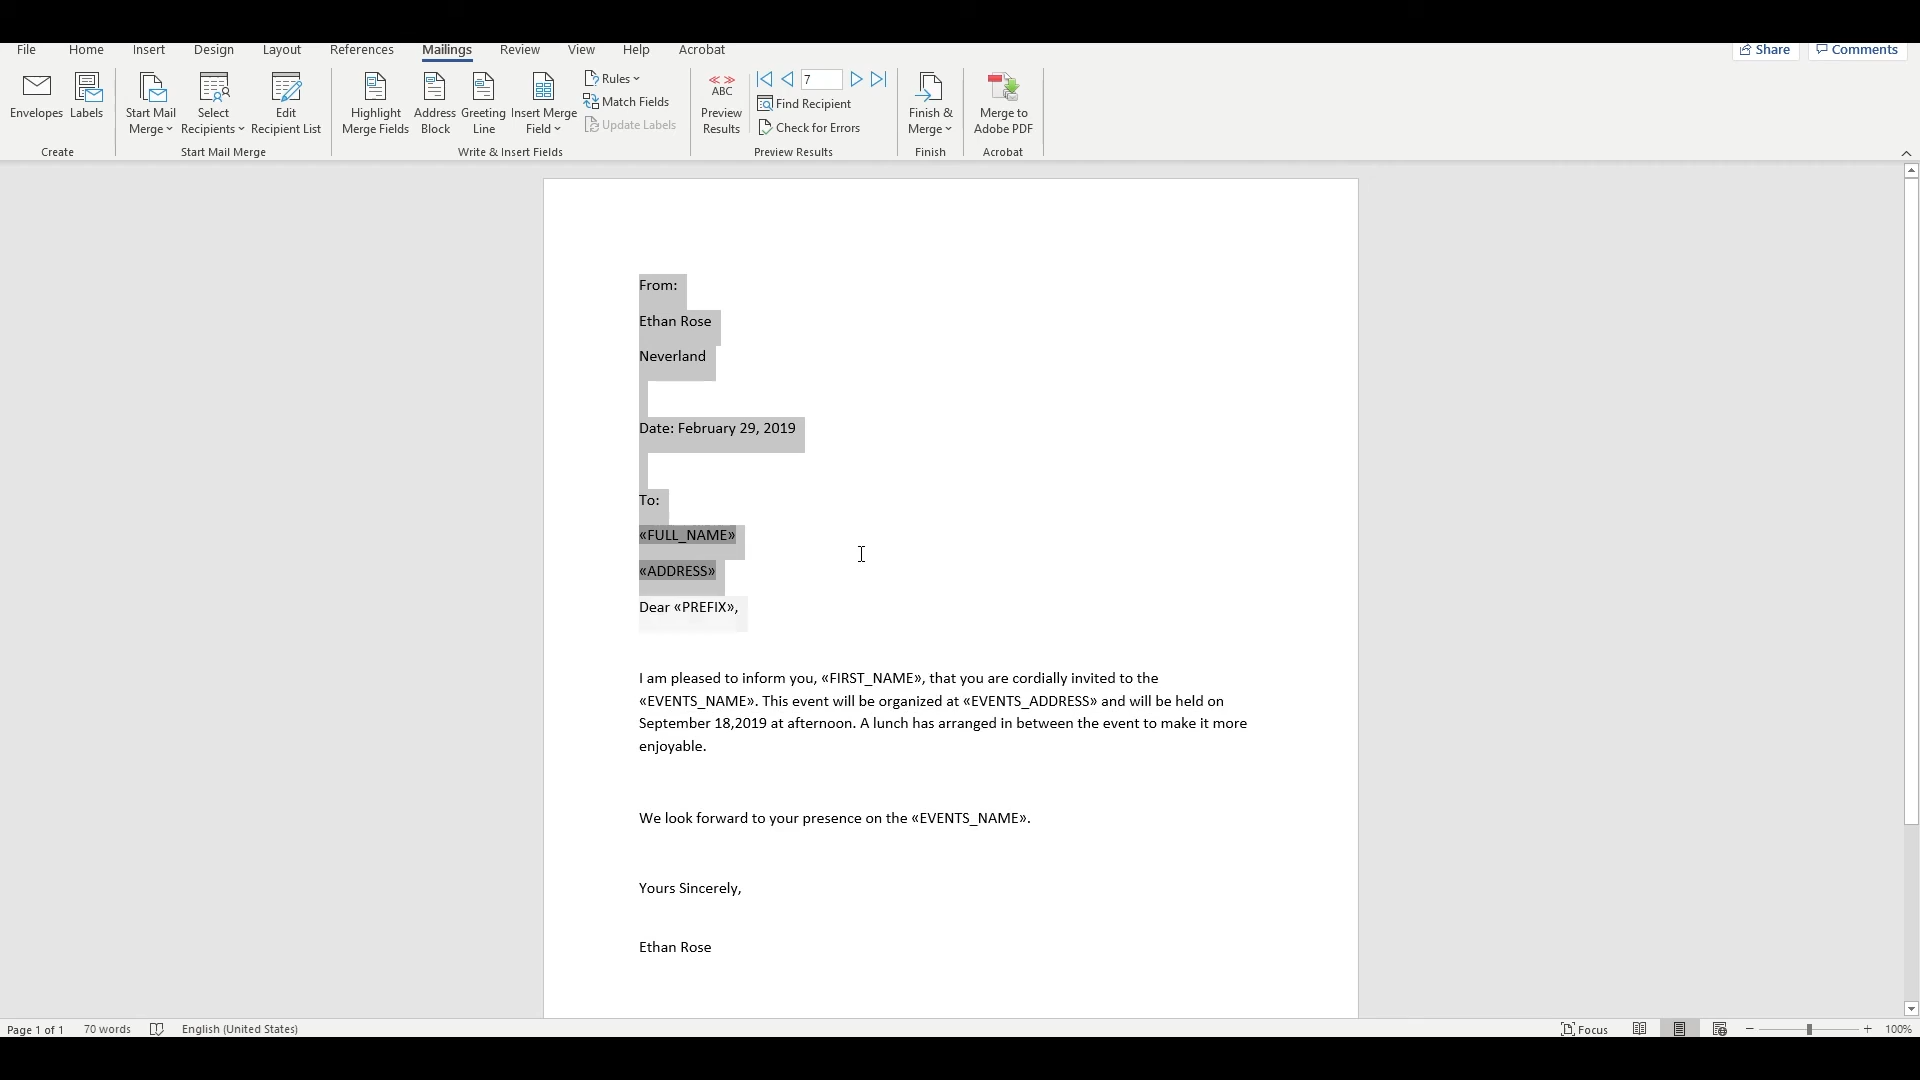 File Home Insert Design Layout References Mailings Review View Help Acrobat Share Comments
Envelopes Labels Start Mail Merge Select Recipients Edit Recipient List Highlight Merge Fields Address Block Greeting Line Insert Merge Field Rules Match Fields Update Labels ABC Preview Results 7 Find Recipient Check for Errors Finish & Merge Merge to Adobe PDF
Create Start Mail Merge Write & Insert Fields Preview Results Finish Acrobat
From:
Ethan Rose
Neverland
Date: February 29, 2019
To:
«FULL_NAME»
«ADDRESS»
Dear «PREFIX»,
I am pleased to inform you, «FIRST_NAME», that you are cordially invited to the
«EVENTS_NAME». This event will be organized at «EVENTS_ADDRESS» and will be held on
September 18,2019 at afternoon. A lunch has arranged in between the event to make it more
enjoyable.
We look forward to your presence on the «EVENTS_NAME».
Yours Sincerely,
Ethan Rose
Page 1 of 1 70 words English (United States) Focus 100%